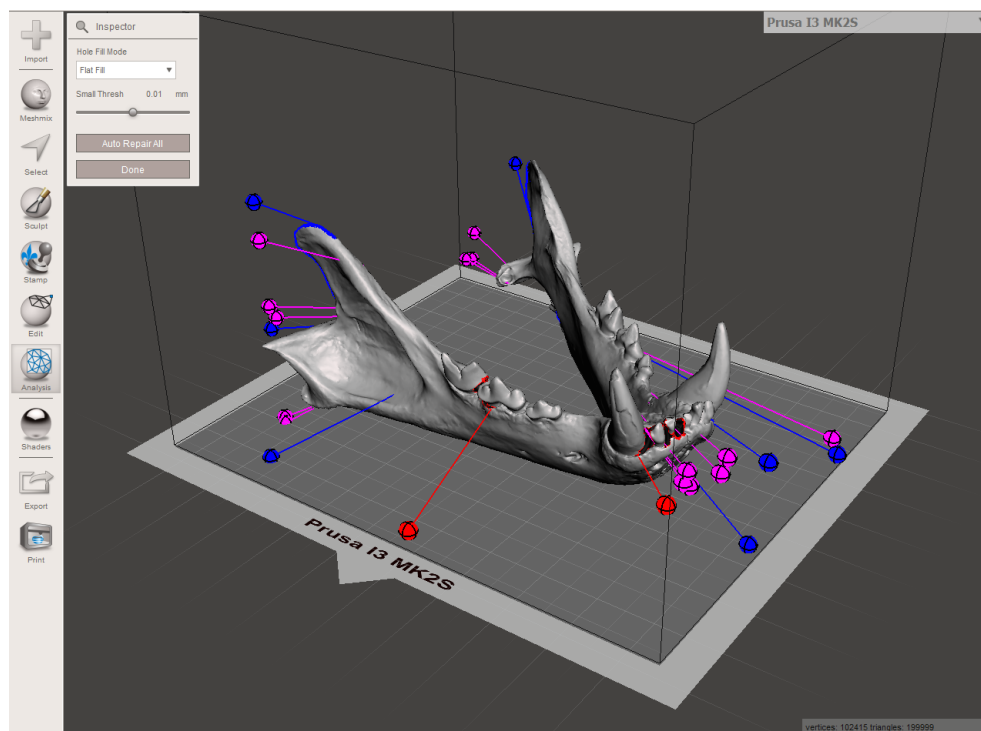 Import
Meshmix
Select
Sculpt
Stamp
Edit
Analysis
Shaders
Export
Print
Inspector
Hole Fill Mode
Flat Fill
Small Thresh 0.01 mm
Auto Repair All
Done
Prusa I3 MK2S
Prusa I3 MK2S
vertices: 102415 triangles: 199999